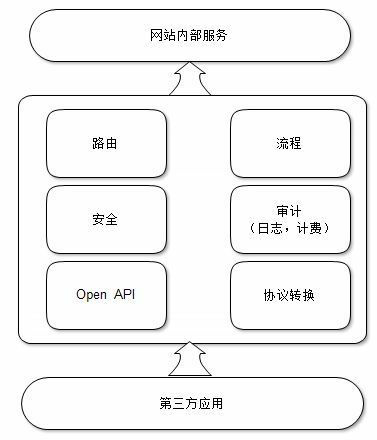 网站内部服务
路由
流程
安全
审计
（日志，计费）
Open API
协议转换
第三方应用